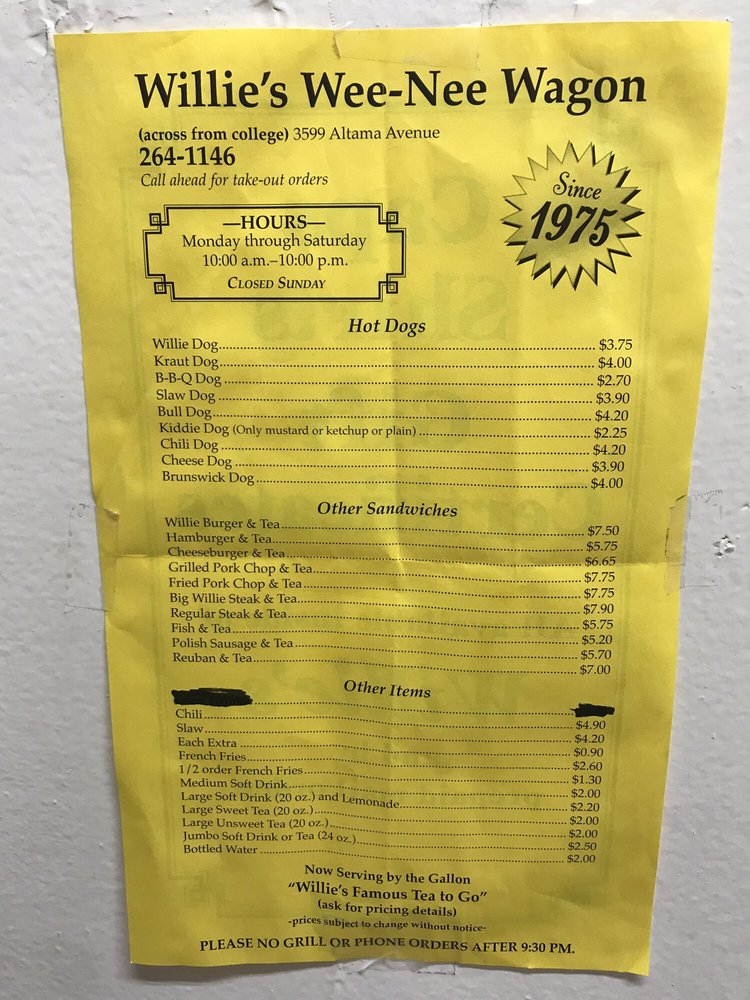 Willie's Wee-Nee Wagon
(across from college) 3599 Altama Avenue
264-1146
Call ahead for take-out orders
Since
1975
—HOURS—
Monday through Saturday
10:00 a.m.–10:00 p.m.
CLOSED SUNDAY
Hot Dogs
Willie Dog $3.75
Kraut Dog $4.00
B-B-Q Dog $2.70
Slaw Dog $3.90
Bull Dog $4.20
Kiddie Dog (Only mustard or ketchup or plain) $2.25
Chili Dog $4.20
Cheese Dog $3.90
Brunswick Dog $4.00
Other Sandwiches
Willie Burger & Tea $7.50
Hamburger & Tea $5.75
Cheeseburger & Tea $6.65
Grilled Pork Chop & Tea $7.75
Fried Pork Chop & Tea $7.75
Big Willie Steak & Tea $7.90
Regular Steak & Tea $5.75
Fish & Tea $5.20
Polish Sausage & Tea $5.70
Reuban & Tea $7.00
Other Items
Chili $4.90
Slaw $4.20
Each Extra $0.90
French Fries $2.60
1/2 order French Fries $1.30
Medium Soft Drink $2.00
Large Soft Drink (20 oz.) and Lemonade $2.20
Large Sweet Tea (20 oz.) $2.00
Large Unsweet Tea (20 oz.) $2.00
Jumbo Soft Drink or Tea (24 oz.) $2.50
Bottled Water $2.00
Now Serving by the Gallon
"Willie's Famous Tea to Go"
(ask for pricing details)
-prices subject to change without notice-
PLEASE NO GRILL OR PHONE ORDERS AFTER 9:30 PM.